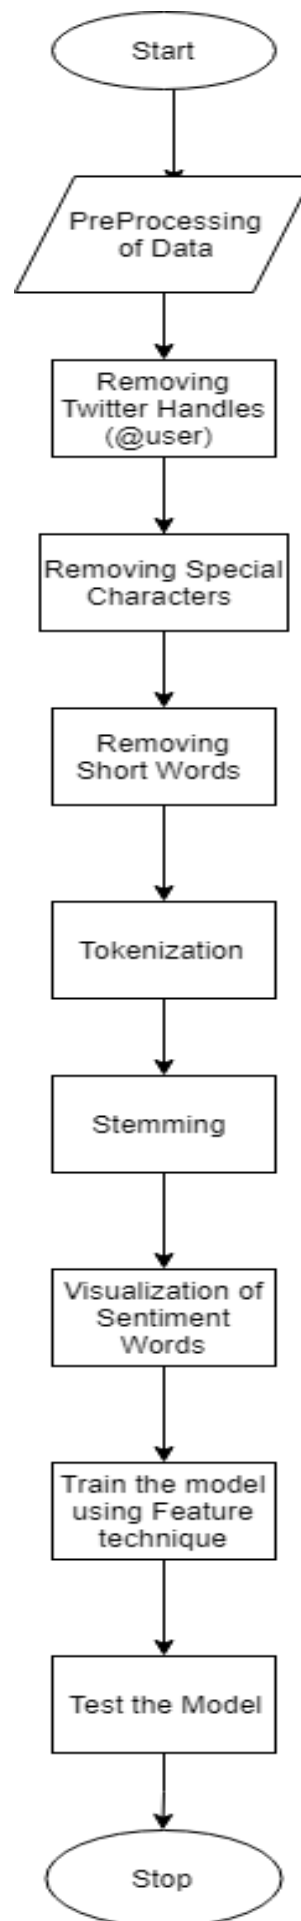 Start
PreProcessing
of Data
Removing
Twitter Handles
(@user)
Removing Special
Characters
Removing
Short Words
Tokenization
Stemming
Visualization of
Sentiment
Words
Train the model
using Feature
technique
Test the Model
Stop